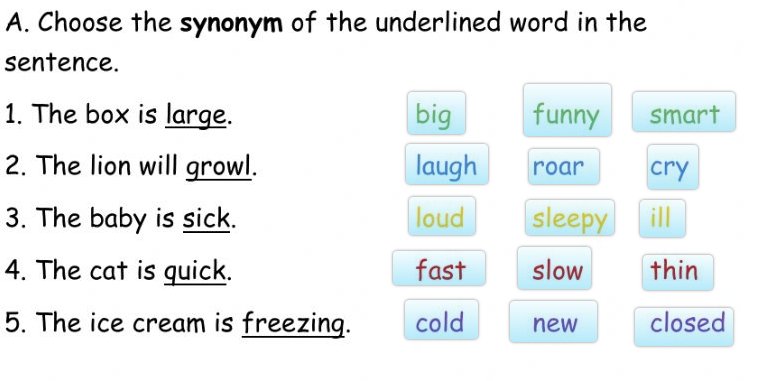 A. Choose the synonym of the underlined word in the
sentence.
1. The box is large. big funny smart
2. The lion will growl. laugh roar cry
3. The baby is sick. loud sleepy ill
4. The cat is quick. fast slow thin
5. The ice cream is freezing. cold new closed